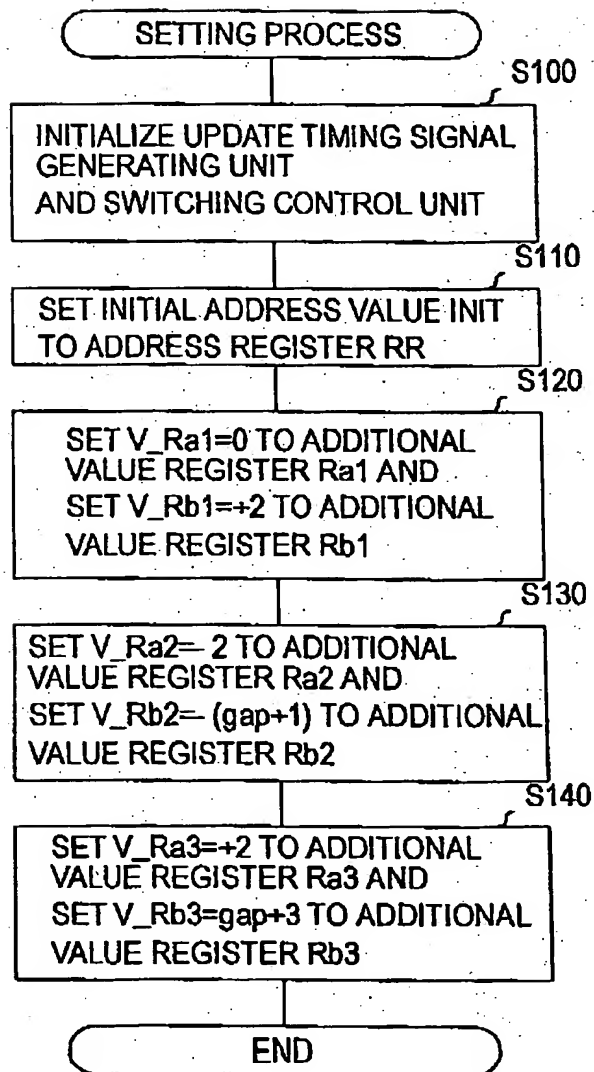 SETTING PROCESS
S100
INITIALIZE UPDATE TIMING SIGNAL
GENERATING UNIT
AND SWITCHING CONTROL UNIT
S110
SET INITIAL ADDRESS VALUE INIT
TO ADDRESS REGISTER RR
S120
SET V_Ra1=0 TO ADDITIONAL
VALUE REGISTER Ra1 AND
SET V_Rb1=+2 TO ADDITIONAL
VALUE REGISTER Rb1
S130
SET V_Ra2=- 2 TO ADDITIONAL
VALUE REGISTER Ra2 AND
SET V_Rb2=- (gap+1) TO ADDITIONAL
VALUE REGISTER Rb2
S140
SET V_Ra3=+2 TO ADDITIONAL
VALUE REGISTER Ra3 AND
SET V_Rb3=gap+3 TO ADDITIONAL
VALUE REGISTER Rb3
END